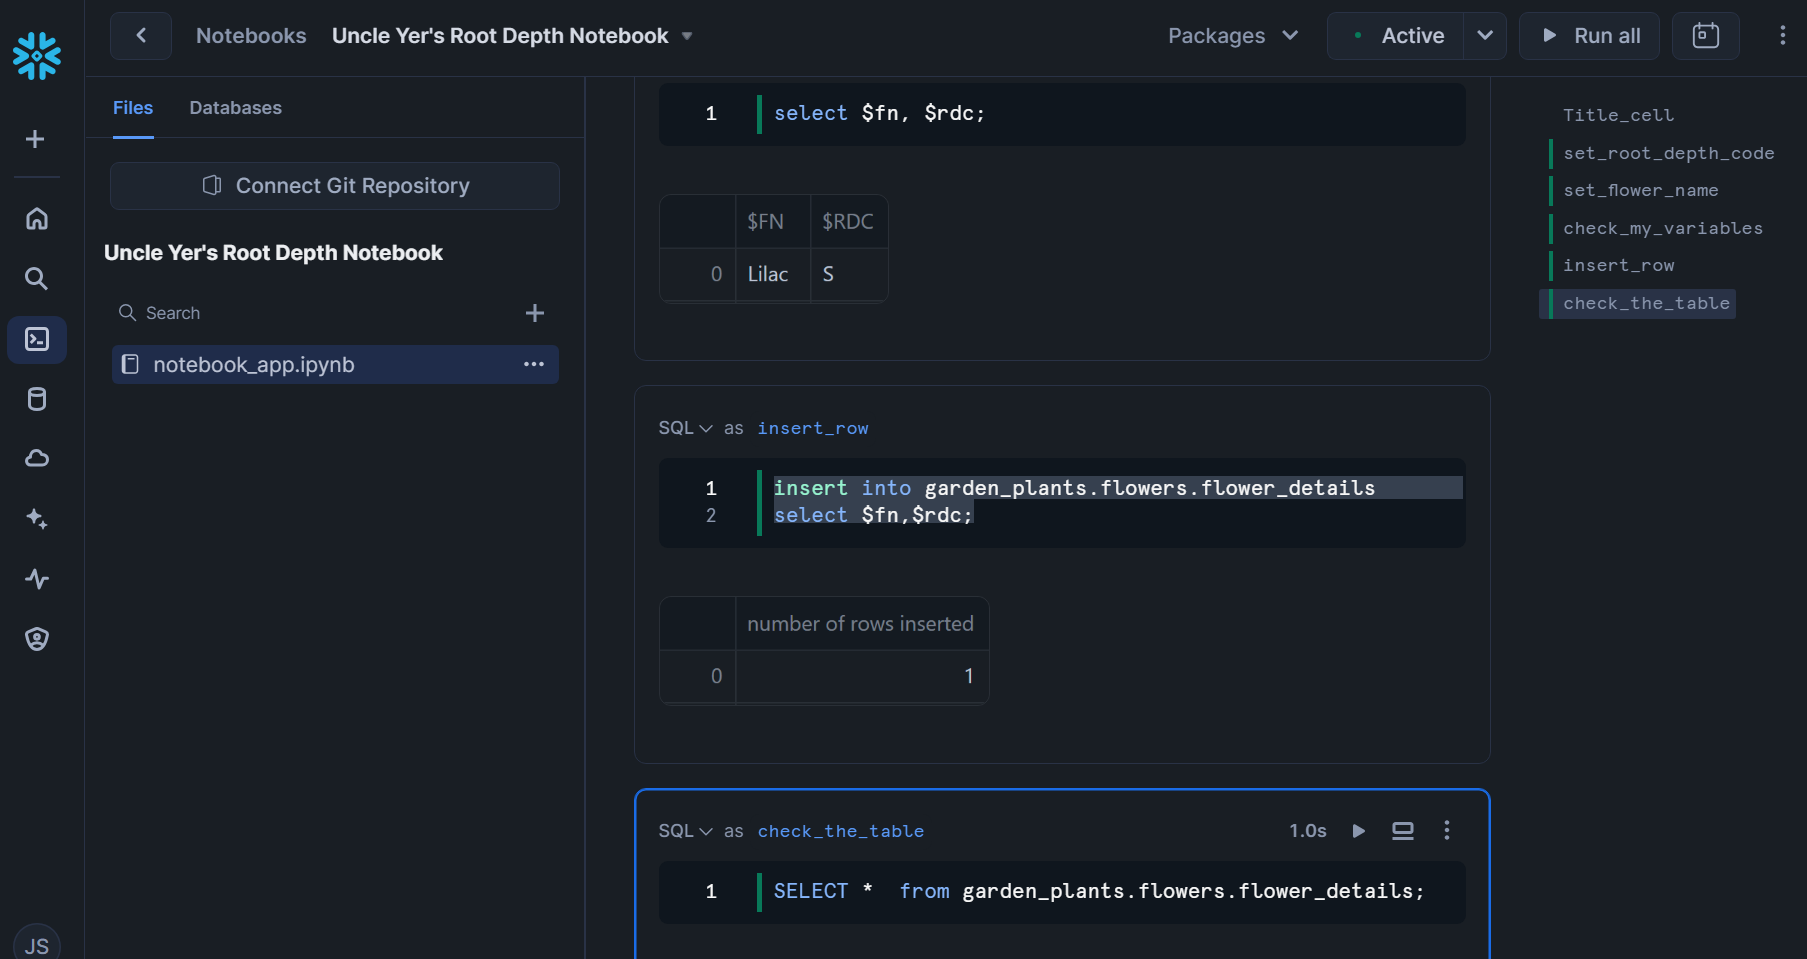 Notebooks Uncle Yer's Root Depth Notebook Packages Active Run all
Files Databases
Connect Git Repository
Uncle Yer's Root Depth Notebook
Search
notebook_app.ipynb
1 select $fn, $rdc;
$FN $RDC
0 Lilac S
SQL as insert_row
1 insert into garden_plants.flowers.flower_details
2 select $fn,$rdc;
number of rows inserted
0 1
SQL as check_the_table 1.0s
1 SELECT * from garden_plants.flowers.flower_details;
Title_cell
set_root_depth_code
set_flower_name
check_my_variables
insert_row
check_the_table
JS